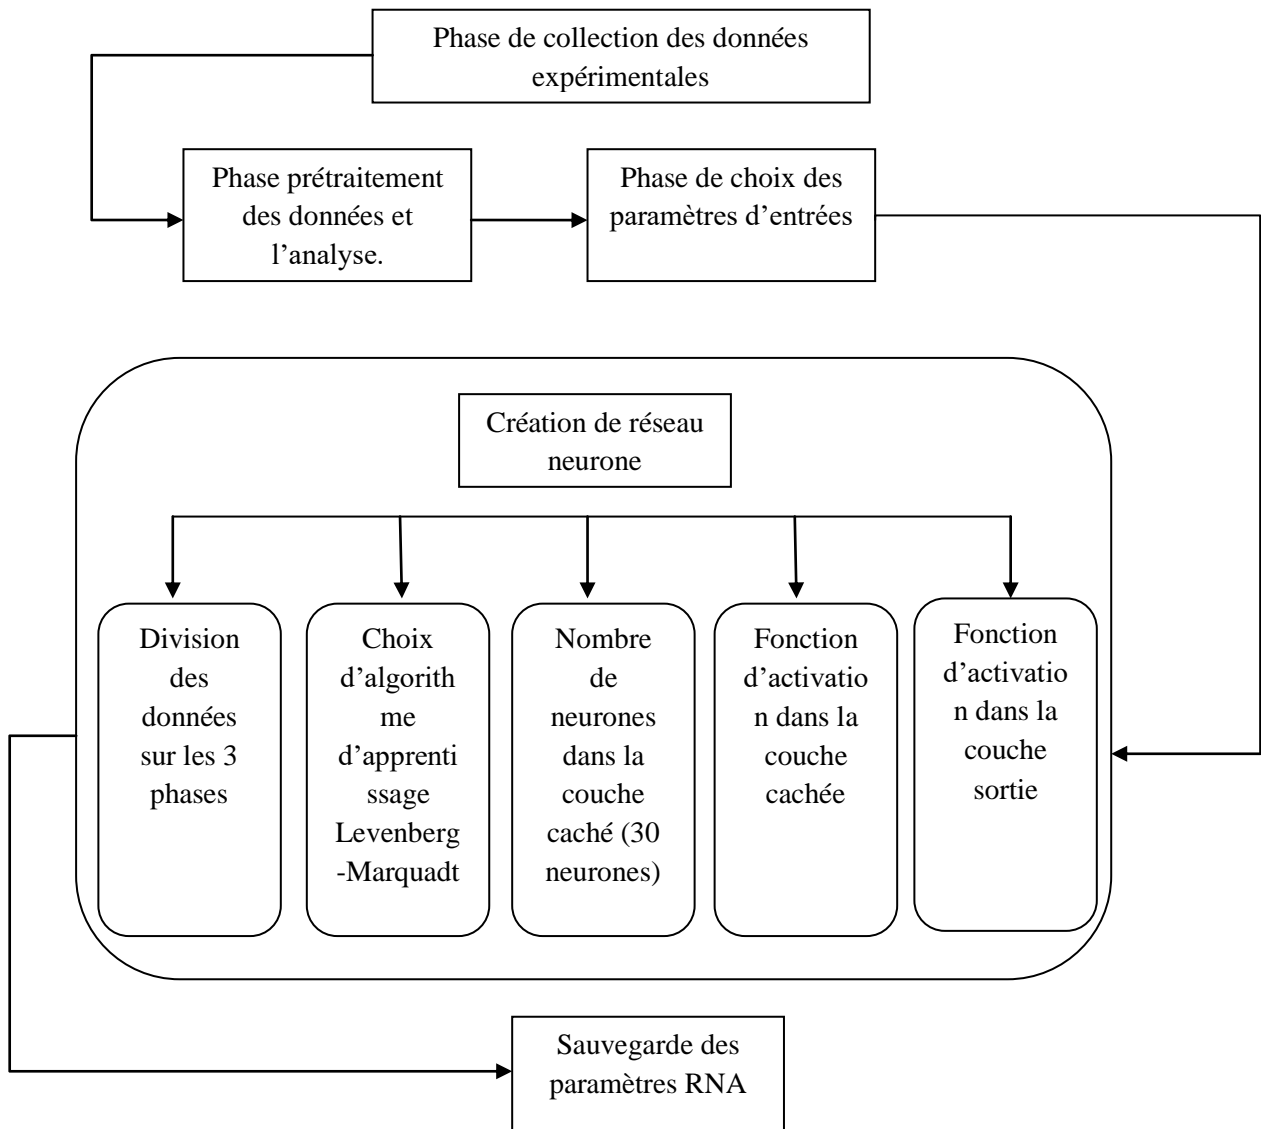 Phase de collection des données
expérimentales
Phase prétraitement
des données et
l’analyse.
Phase de choix des
paramètres d’entrées
Création de réseau
neurone
Division
des
données
sur les 3
phases
Choix
d’algorith
me
d’apprenti
ssage
Levenberg
-Marquadt
Nombre
de
neurones
dans la
couche
caché (30
neurones)
Fonction
d’activatio
n dans la
couche
cachée
Fonction
d’activatio
n dans la
couche
sortie
Sauvegarde des
paramètres RNA